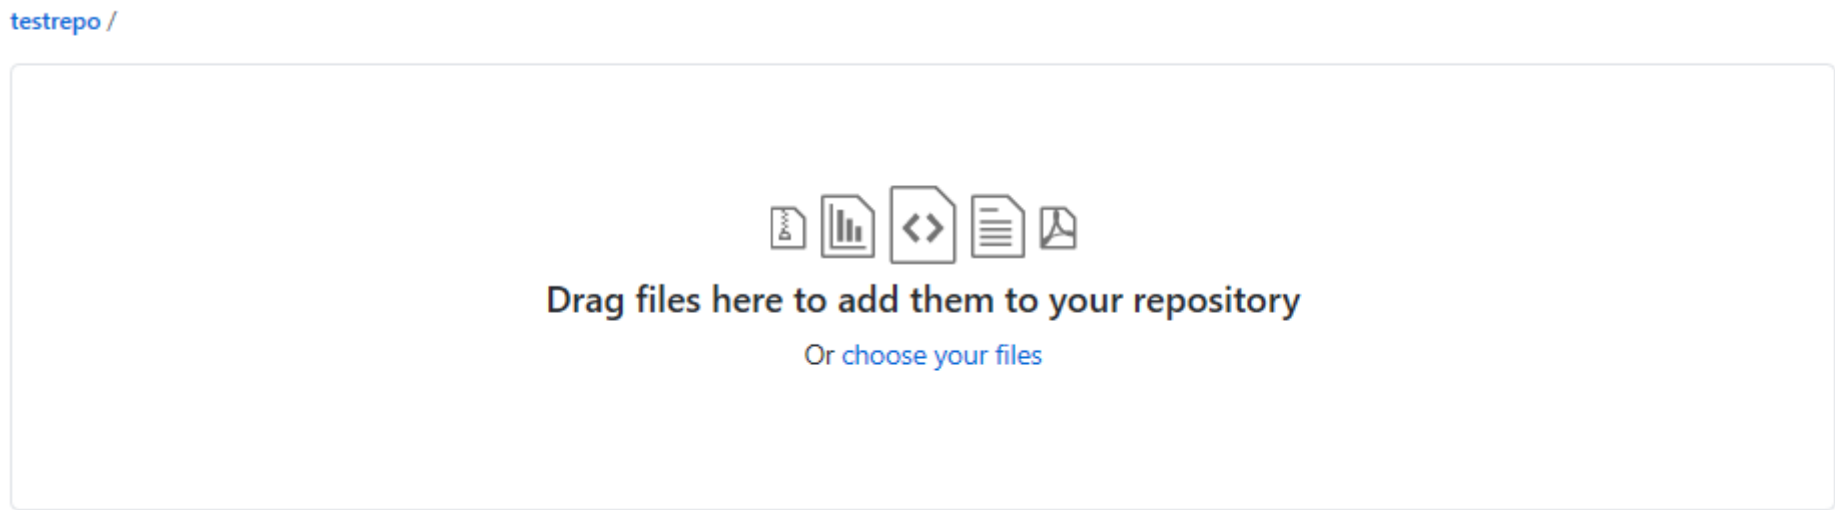 testrepo /
Drag files here to add them to your repository
Or choose your files